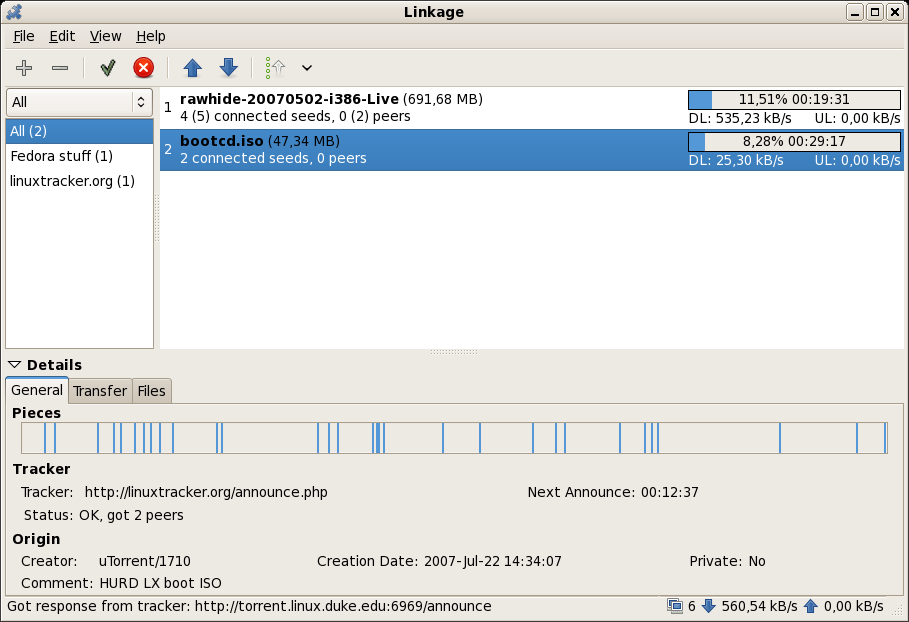 Linkage
File Edit View Help
All
All (2)
Fedora stuff (1)
linuxtracker.org (1)
1 rawhide-20070502-i386-Live (691,68 MB) 11,51% 00:19:31
4 (5) connected seeds, 0 (2) peers DL: 535,23 kB/s UL: 0,00 kB/s
2 bootcd.iso (47,34 MB) 8,28% 00:29:17
2 connected seeds, 0 peers DL: 25,30 kB/s UL: 0,00 kB/s
Details
General Transfer Files
Pieces
Tracker
Tracker: http://linuxtracker.org/announce.php Next Announce: 00:12:37
Status: OK, got 2 peers
Origin
Creator: uTorrent/1710 Creation Date: 2007-Jul-22 14:34:07 Private: No
Comment: HURD LX boot ISO
Got response from tracker: http://torrent.linux.duke.edu:6969/announce 6 560,54 kB/s 0,00 kB/s